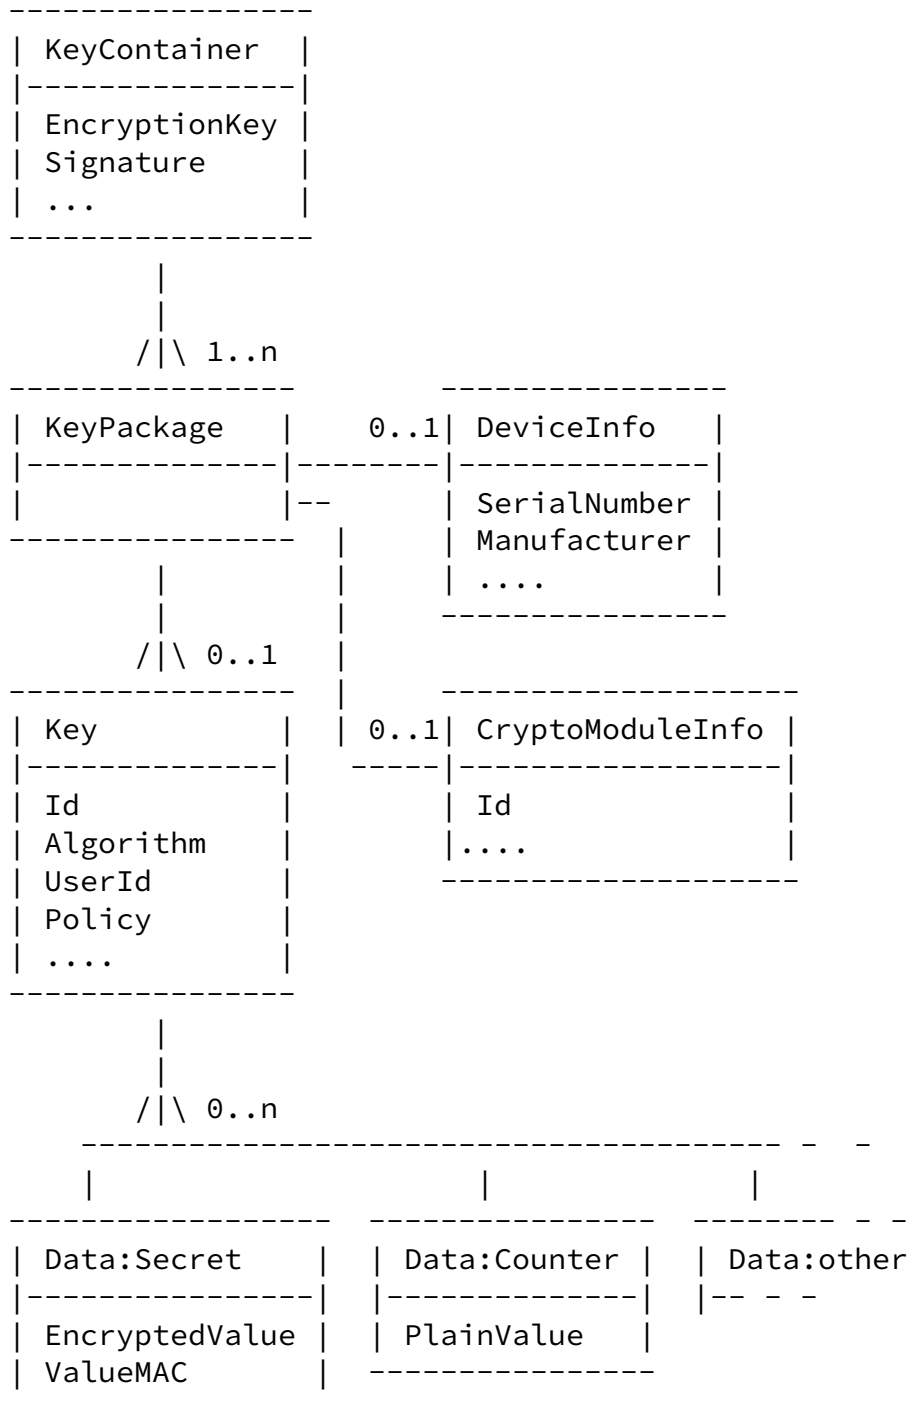 -----------------
| KeyContainer  |
|---------------|
| EncryptionKey |
| Signature     |
| ...           |
-----------------
        |
        |
       /|\ 1..n
----------------        ----------------
| KeyPackage   |    0..1| DeviceInfo   |
|--------------|--------|--------------|
|              |--      | SerialNumber |
----------------  |     | Manufacturer |
        |         |     | ....         |
        |         |     ----------------
       /|\ 0..1   |
----------------  |     --------------------
| Key          |  | 0..1| CryptoModuleInfo |
|--------------|   -----|------------------|
| Id           |        | Id               |
| Algorithm    |        |....              |
| UserId       |        --------------------
| Policy       |
| ....         |
----------------
        |
        |
       /|\ 0..n
    --------------------------------------- -  -
    |                     |              |
------------------  ----------------  -------- - -
| Data:Secret    |  | Data:Counter |  | Data:other
|----------------|  |--------------|  |-- - -
| EncryptedValue |  | PlainValue   |
| ValueMAC       |  ----------------